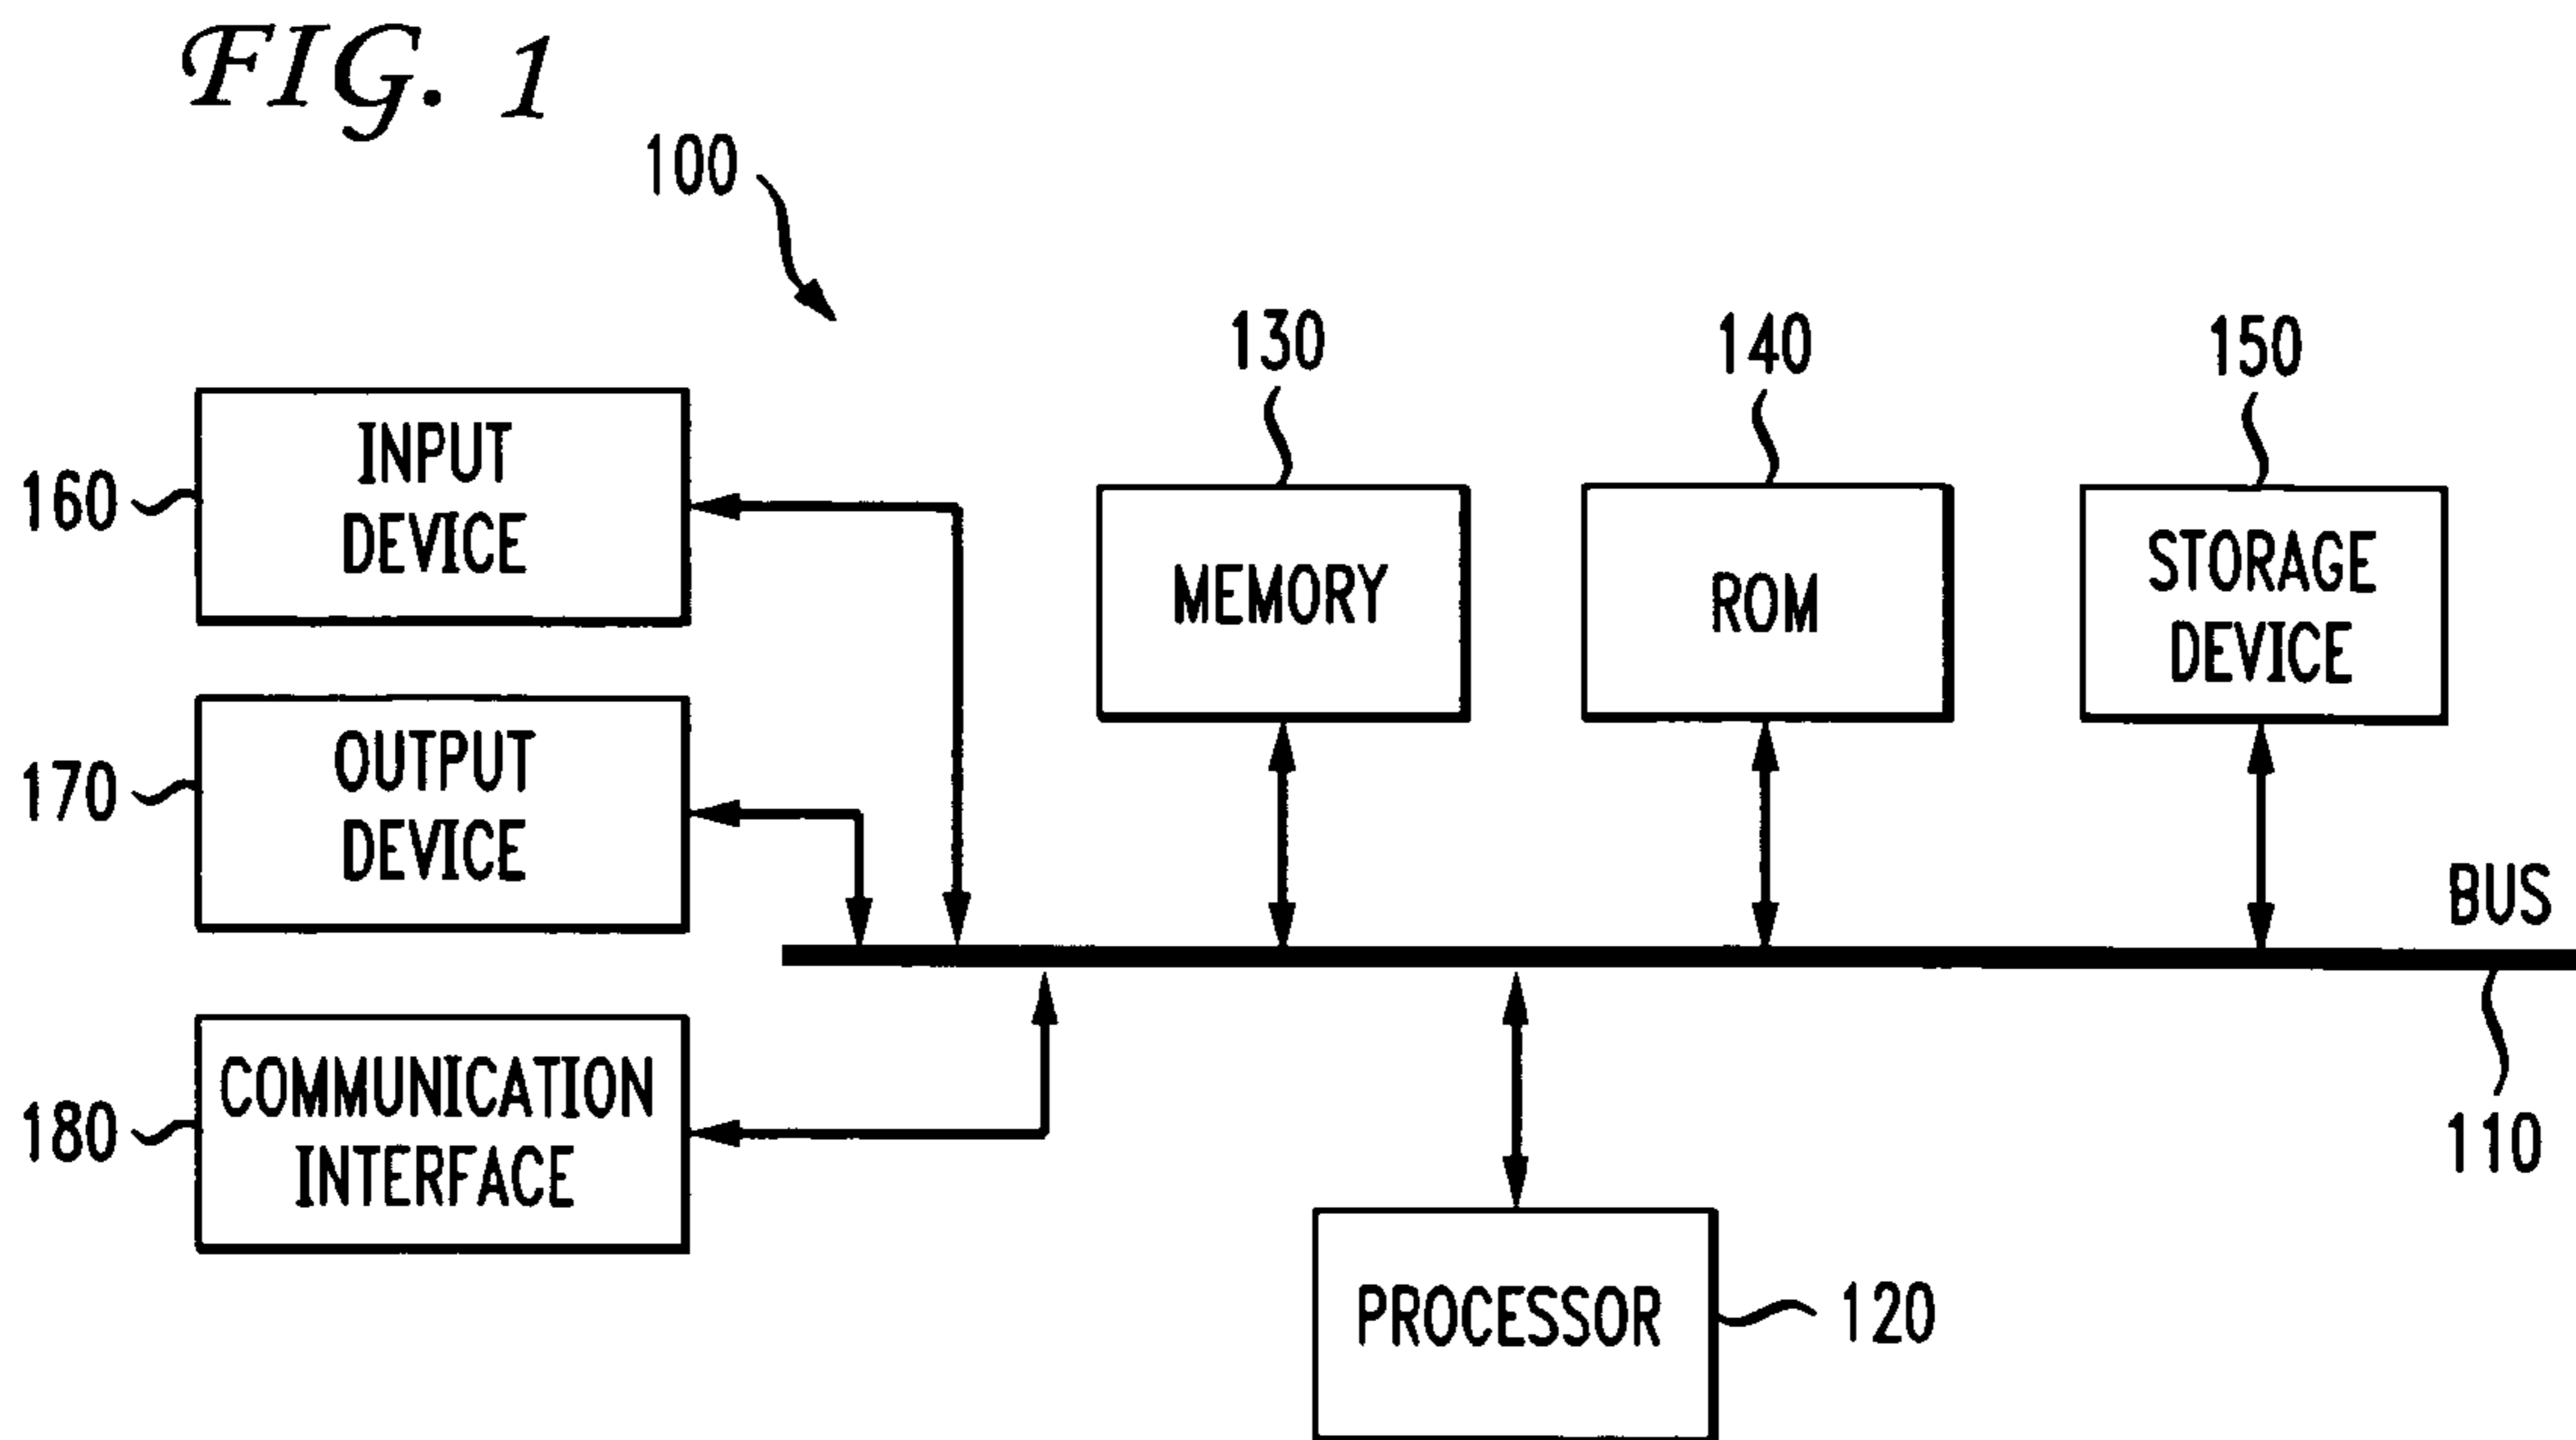 FIG. 1
100
130
140
150
160
INPUT
DEVICE
MEMORY
ROM
STORAGE
DEVICE
170
OUTPUT
DEVICE
BUS
110
180
COMMUNICATION
INTERFACE
PROCESSOR
120